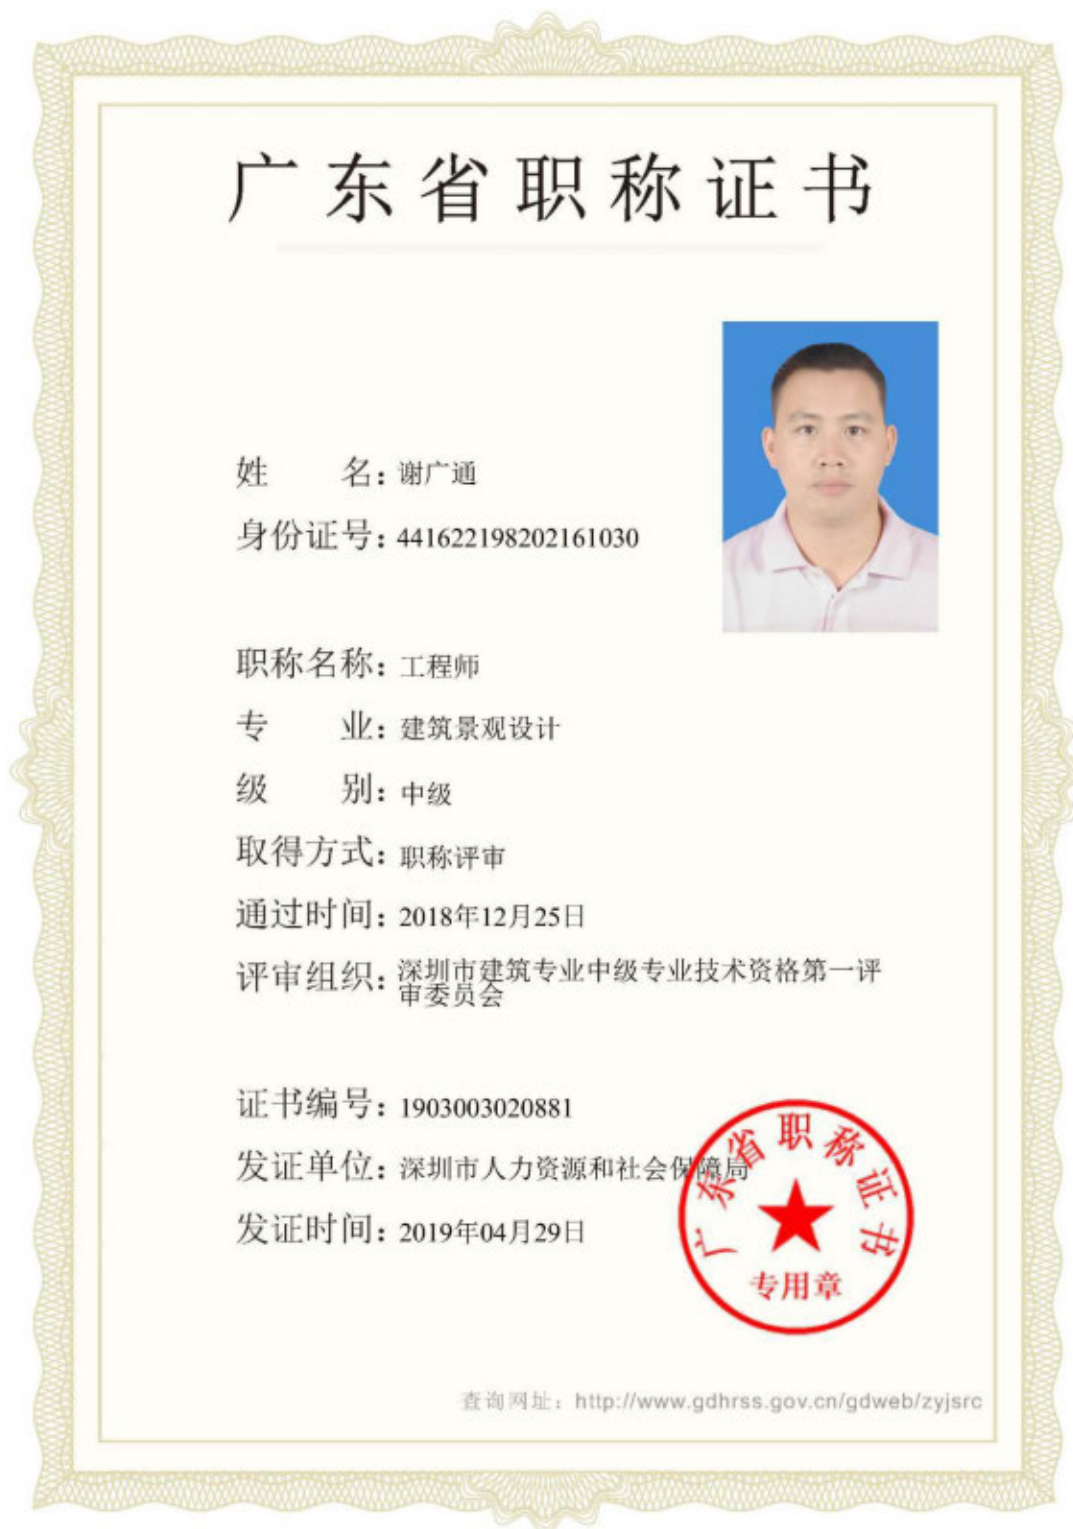 广东省职称证书
姓 名：谢广通
身份证号：441622198202161030
职称名称：工程师
专 业：建筑景观设计
级 别：中级
取得方式：职称评审
通过时间：2018年12月25日
评审组织：深圳市建筑专业中级专业技术资格第一评
审委员会
证书编号：1903003020881
发证单位：深圳市人力资源和社会保障局
发证时间：2019年04月29日
广东省职称证书
专用章
查询网址：http://www.gdhrss.gov.cn/gdweb/zyjsrc